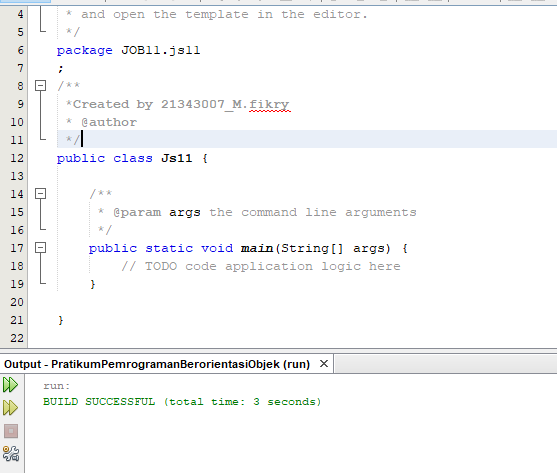 4 * and open the template in the editor.
5 */
6 package JOB11.js11
7 ;
8 /**
9 *Created by 21343007_M.fikry
10 * @author
11 */
12 public class Js11 {
13
14 /**
15 * @param args the command line arguments
16 */
17 public static void main(String[] args) {
18 // TODO code application logic here
19 }
20
21 }
22
Output - PratikumPemrogramanBerorientasiObjek (run) ×
run:
BUILD SUCCESSFUL (total time: 3 seconds)